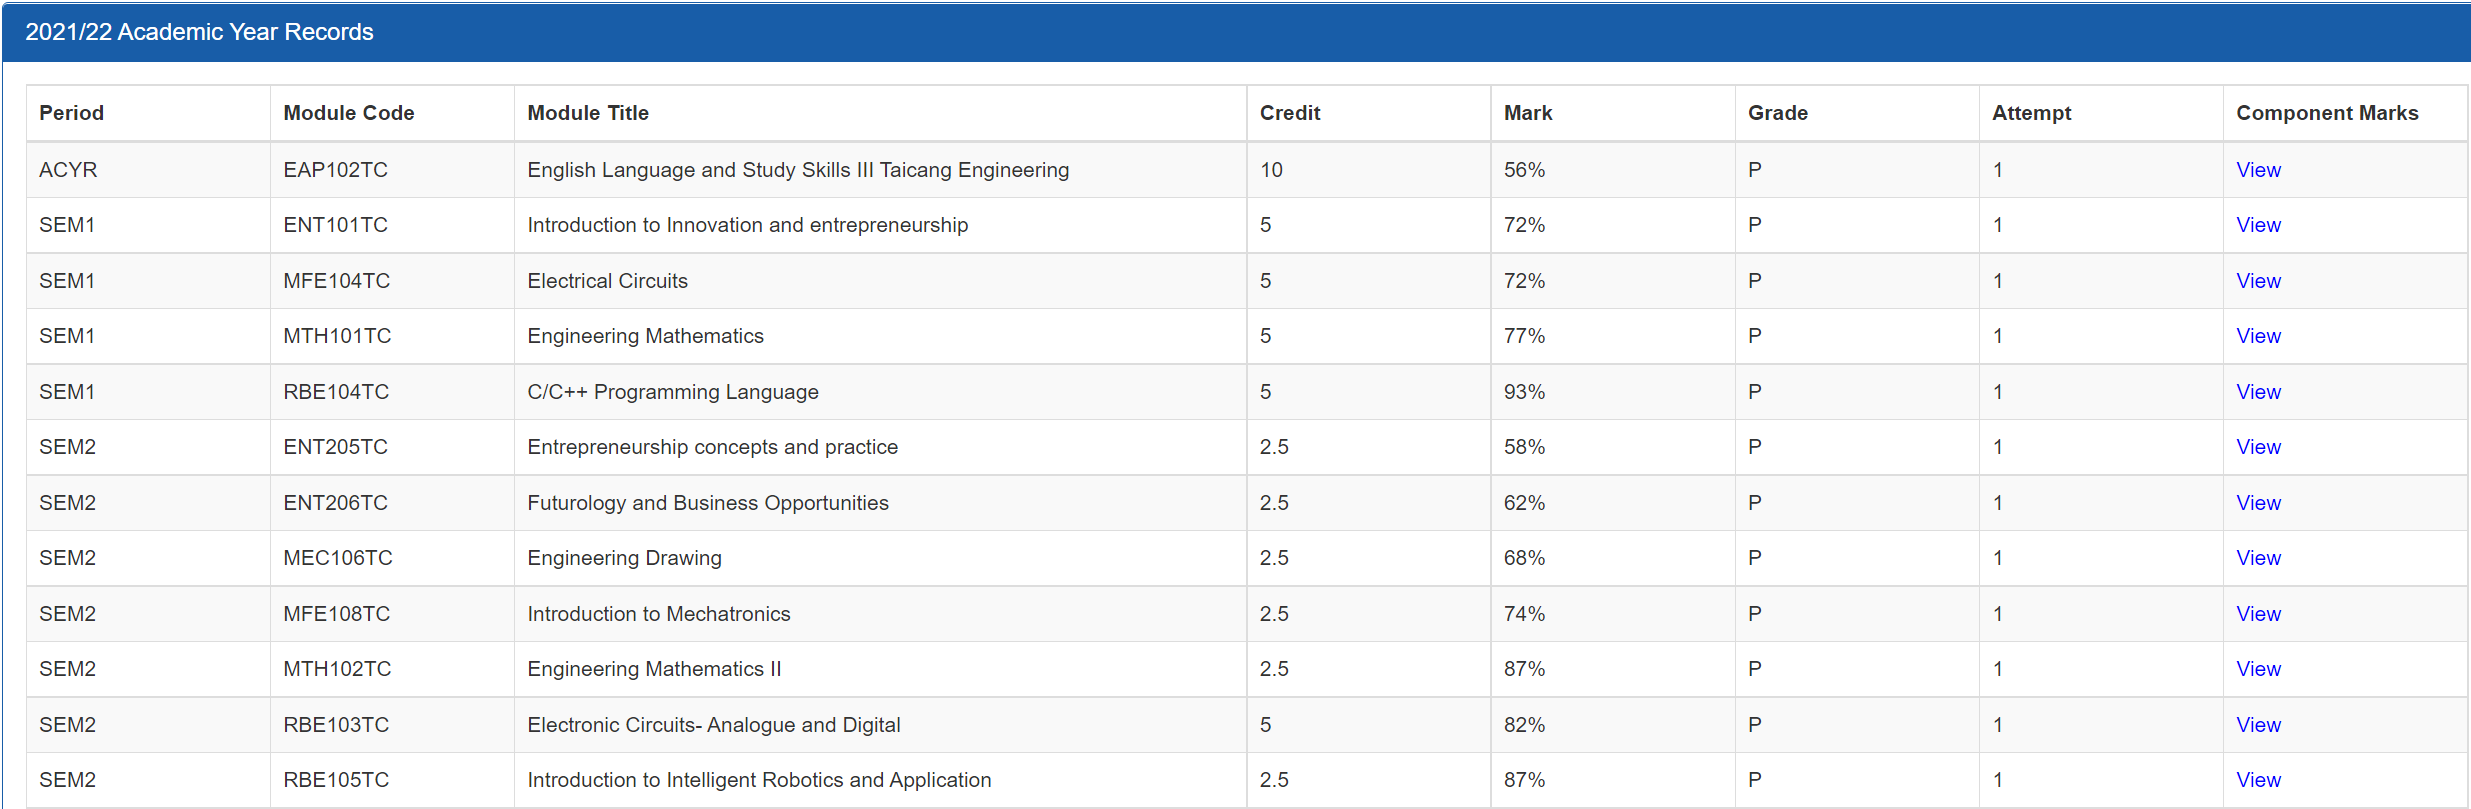 2021/22 Academic Year Records
Period Module Code Module Title Credit Mark Grade Attempt Component Marks
ACYR EAP102TC English Language and Study Skills III Taicang Engineering 10 56% P 1 View
SEM1 ENT101TC Introduction to Innovation and entrepreneurship 5 72% P 1 View
SEM1 MFE104TC Electrical Circuits 5 72% P 1 View
SEM1 MTH101TC Engineering Mathematics 5 77% P 1 View
SEM1 RBE104TC C/C++ Programming Language 5 93% P 1 View
SEM2 ENT205TC Entrepreneurship concepts and practice 2.5 58% P 1 View
SEM2 ENT206TC Futurology and Business Opportunities 2.5 62% P 1 View
SEM2 MEC106TC Engineering Drawing 2.5 68% P 1 View
SEM2 MFE108TC Introduction to Mechatronics 2.5 74% P 1 View
SEM2 MTH102TC Engineering Mathematics II 2.5 87% P 1 View
SEM2 RBE103TC Electronic Circuits- Analogue and Digital 5 82% P 1 View
SEM2 RBE105TC Introduction to Intelligent Robotics and Application 2.5 87% P 1 View